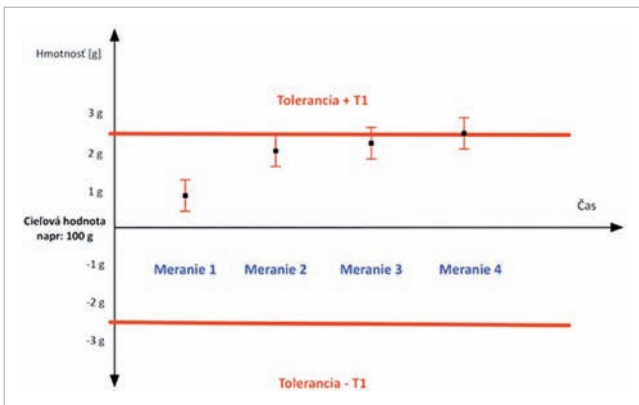 Hmotnosť [g]
Tolerancia + T1
3 g
2 g
1 g
Čas
Cieľová hodnota
napr: 100 g
-1 g
Meranie 1 Meranie 2 Meranie 3 Meranie 4
-2 g
-3 g
Tolerancia - T1